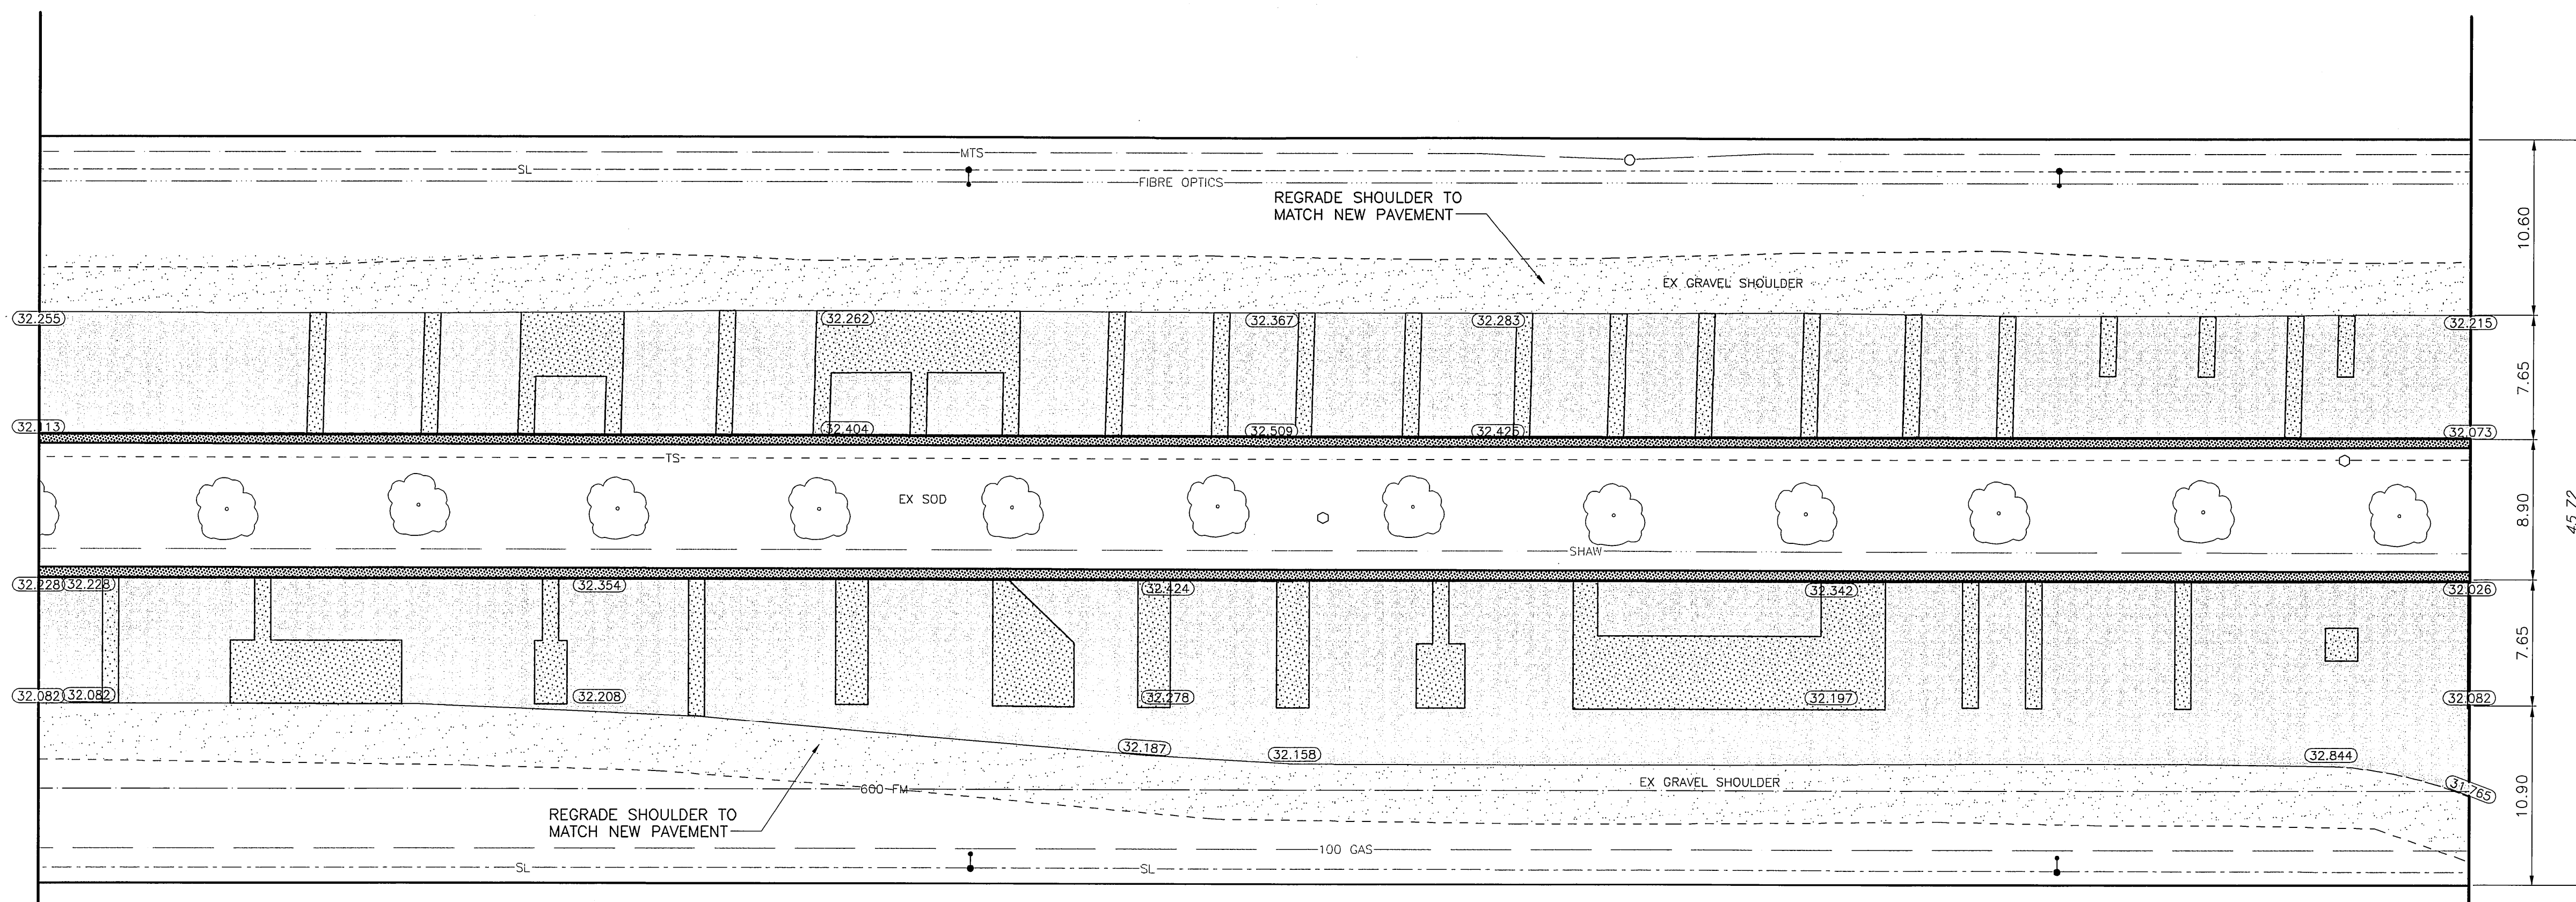 MTS
SL
FIBRE OPTICS
REGRADE SHOULDER TO
MATCH NEW PAVEMENT
10.60
EX GRAVEL SHOULDER
32.255
32.262
32.367
32.283
32.215
7.65
32.113
32.404
32.509
32.425
32.073
TS
EX SOD
8.90
45.72
SHAW
32.228
32.228
32.354
32.424
32.342
32.026
7.65
32.082
32.082
32.208
32.278
32.197
32.082
32.187
32.158
32.844
31.765
600 FM
EX GRAVEL SHOULDER
10.90
REGRADE SHOULDER TO
MATCH NEW PAVEMENT
100 GAS
SL
SL